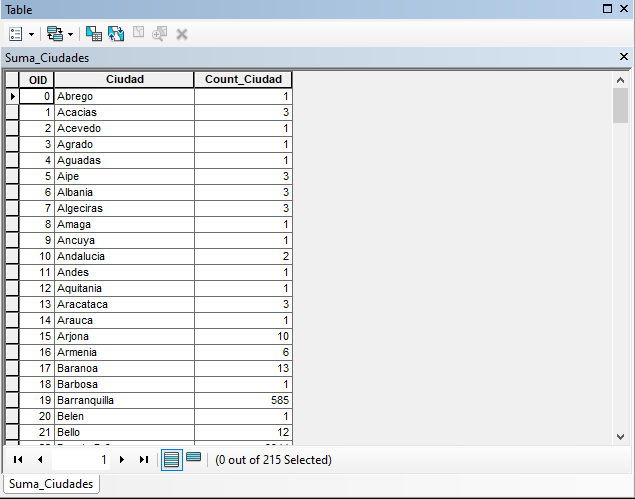 Table
Suma_Ciudades
OID Ciudad Count_Ciudad
0 Abrego 1
1 Acacias 3
2 Acevedo 1
3 Agrado 1
4 Aguadas 1
5 Aipe 3
6 Albania 3
7 Algeciras 3
8 Amaga 1
9 Ancuya 1
10 Andalucia 2
11 Andes 1
12 Aquitania 1
13 Aracataca 3
14 Arauca 1
15 Arjona 10
16 Armenia 6
17 Baranoa 13
18 Barbosa 1
19 Barranquilla 585
20 Belen 1
21 Bello 12
1 (0 out of 215 Selected)
Suma_Ciudades